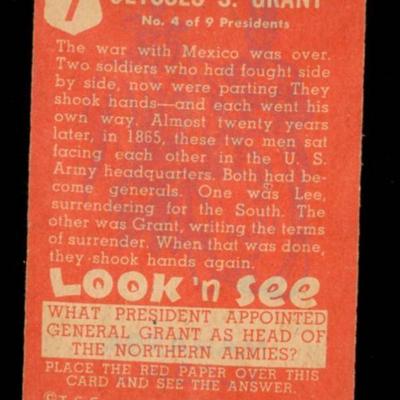 7
ULYSSES S. GRANT
No. 4 of 9 Presidents
The war with Mexico was over.
Two soldiers who had fought side
by side, now were parting. They
shook hands—and each went his
own way. Almost twenty years
later, in 1865, these two men sat
facing each other in the U. S.
Army headquarters. Both had be-
come generals. One was Lee,
surrendering for the South. The
other was Grant, writing the terms
of surrender. When that was done,
they shook hands again.
LOOK 'n SEE
WHAT PRESIDENT APPOINTED
GENERAL GRANT AS HEAD OF
THE NORTHERN ARMIES?
PLACE THE RED PAPER OVER
THIS CARD AND SEE THE ANSWER.